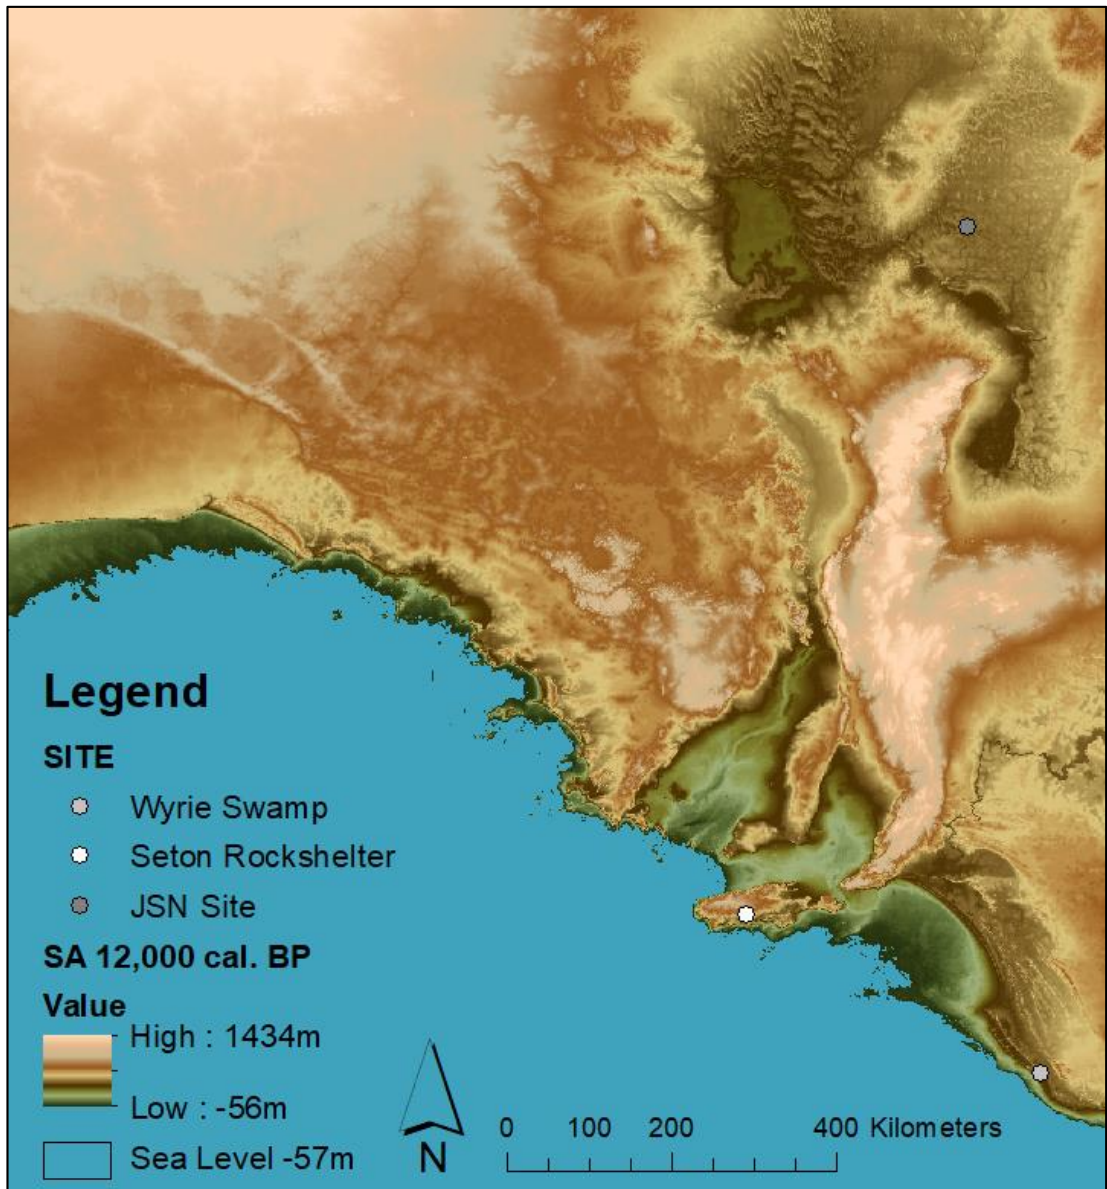 Legend
SITE
Wyrie Swamp
Seton Rockshelter
JSN Site
SA 12,000 cal. BP
Value
High : 1434m
Low : -56m
Sea Level -57m
N
0 100 200 400 Kilometers